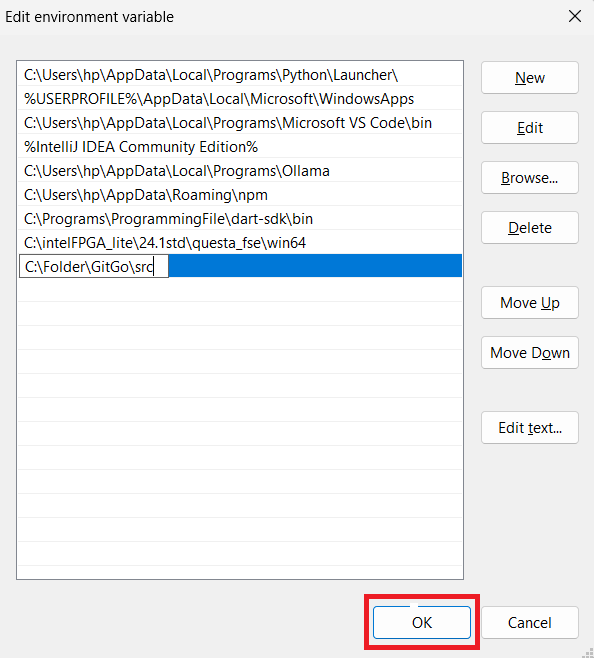 Edit environment variable
C:\Users\hp\AppData\Local\Programs\Python\Launcher\
%USERPROFILE%\AppData\Local\Microsoft\WindowsApps
C:\Users\hp\AppData\Local\Programs\Microsoft VS Code\bin
%IntelliJ IDEA Community Edition%
C:\Users\hp\AppData\Local\Programs\Ollama
C:\Users\hp\AppData\Roaming\npm
C:\Programs\ProgrammingFile\dart-sdk\bin
C:\intelFPGA_lite\24.1std\questa_fse\win64
C:\Folder\GitGo\src
New
Edit
Browse...
Delete
Move Up
Move Down
Edit text...
OK
Cancel